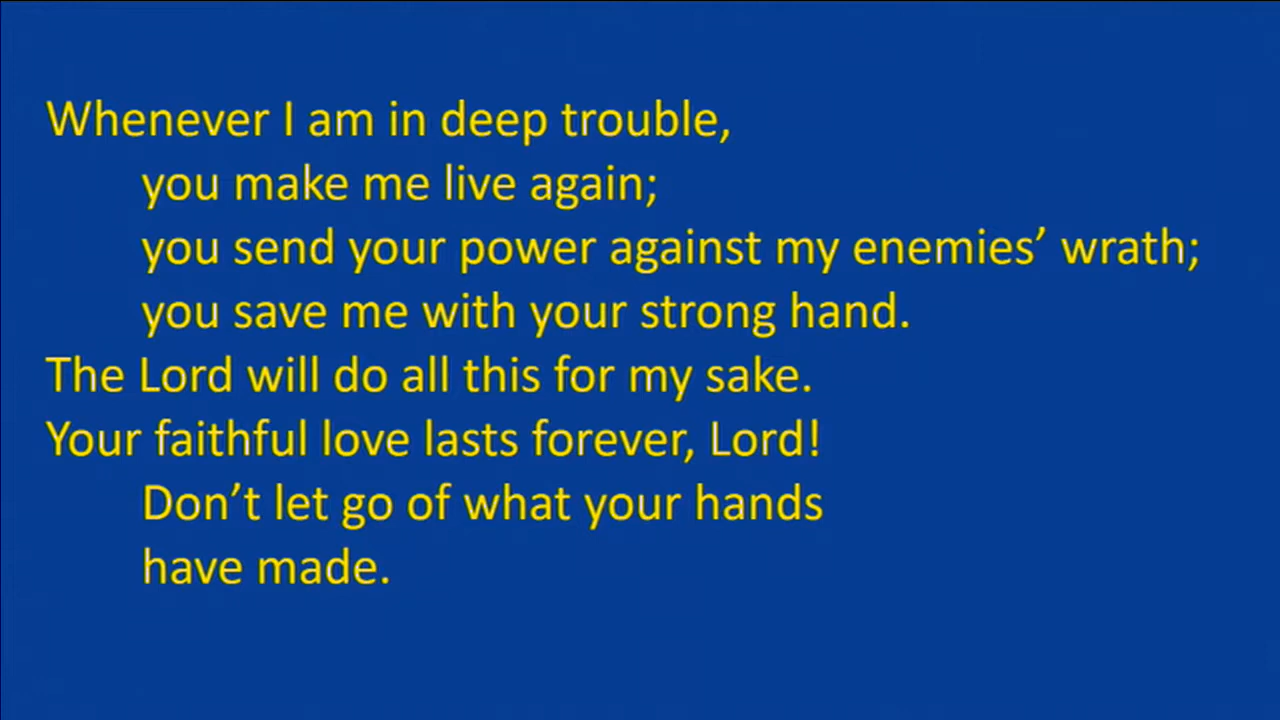 Whenever I am in deep trouble,
you make me live again;
you send your power against my enemies’ wrath;
you save me with your strong hand.
The Lord will do all this for my sake.
Your faithful love lasts forever, Lord!
Don’t let go of what your hands
have made.